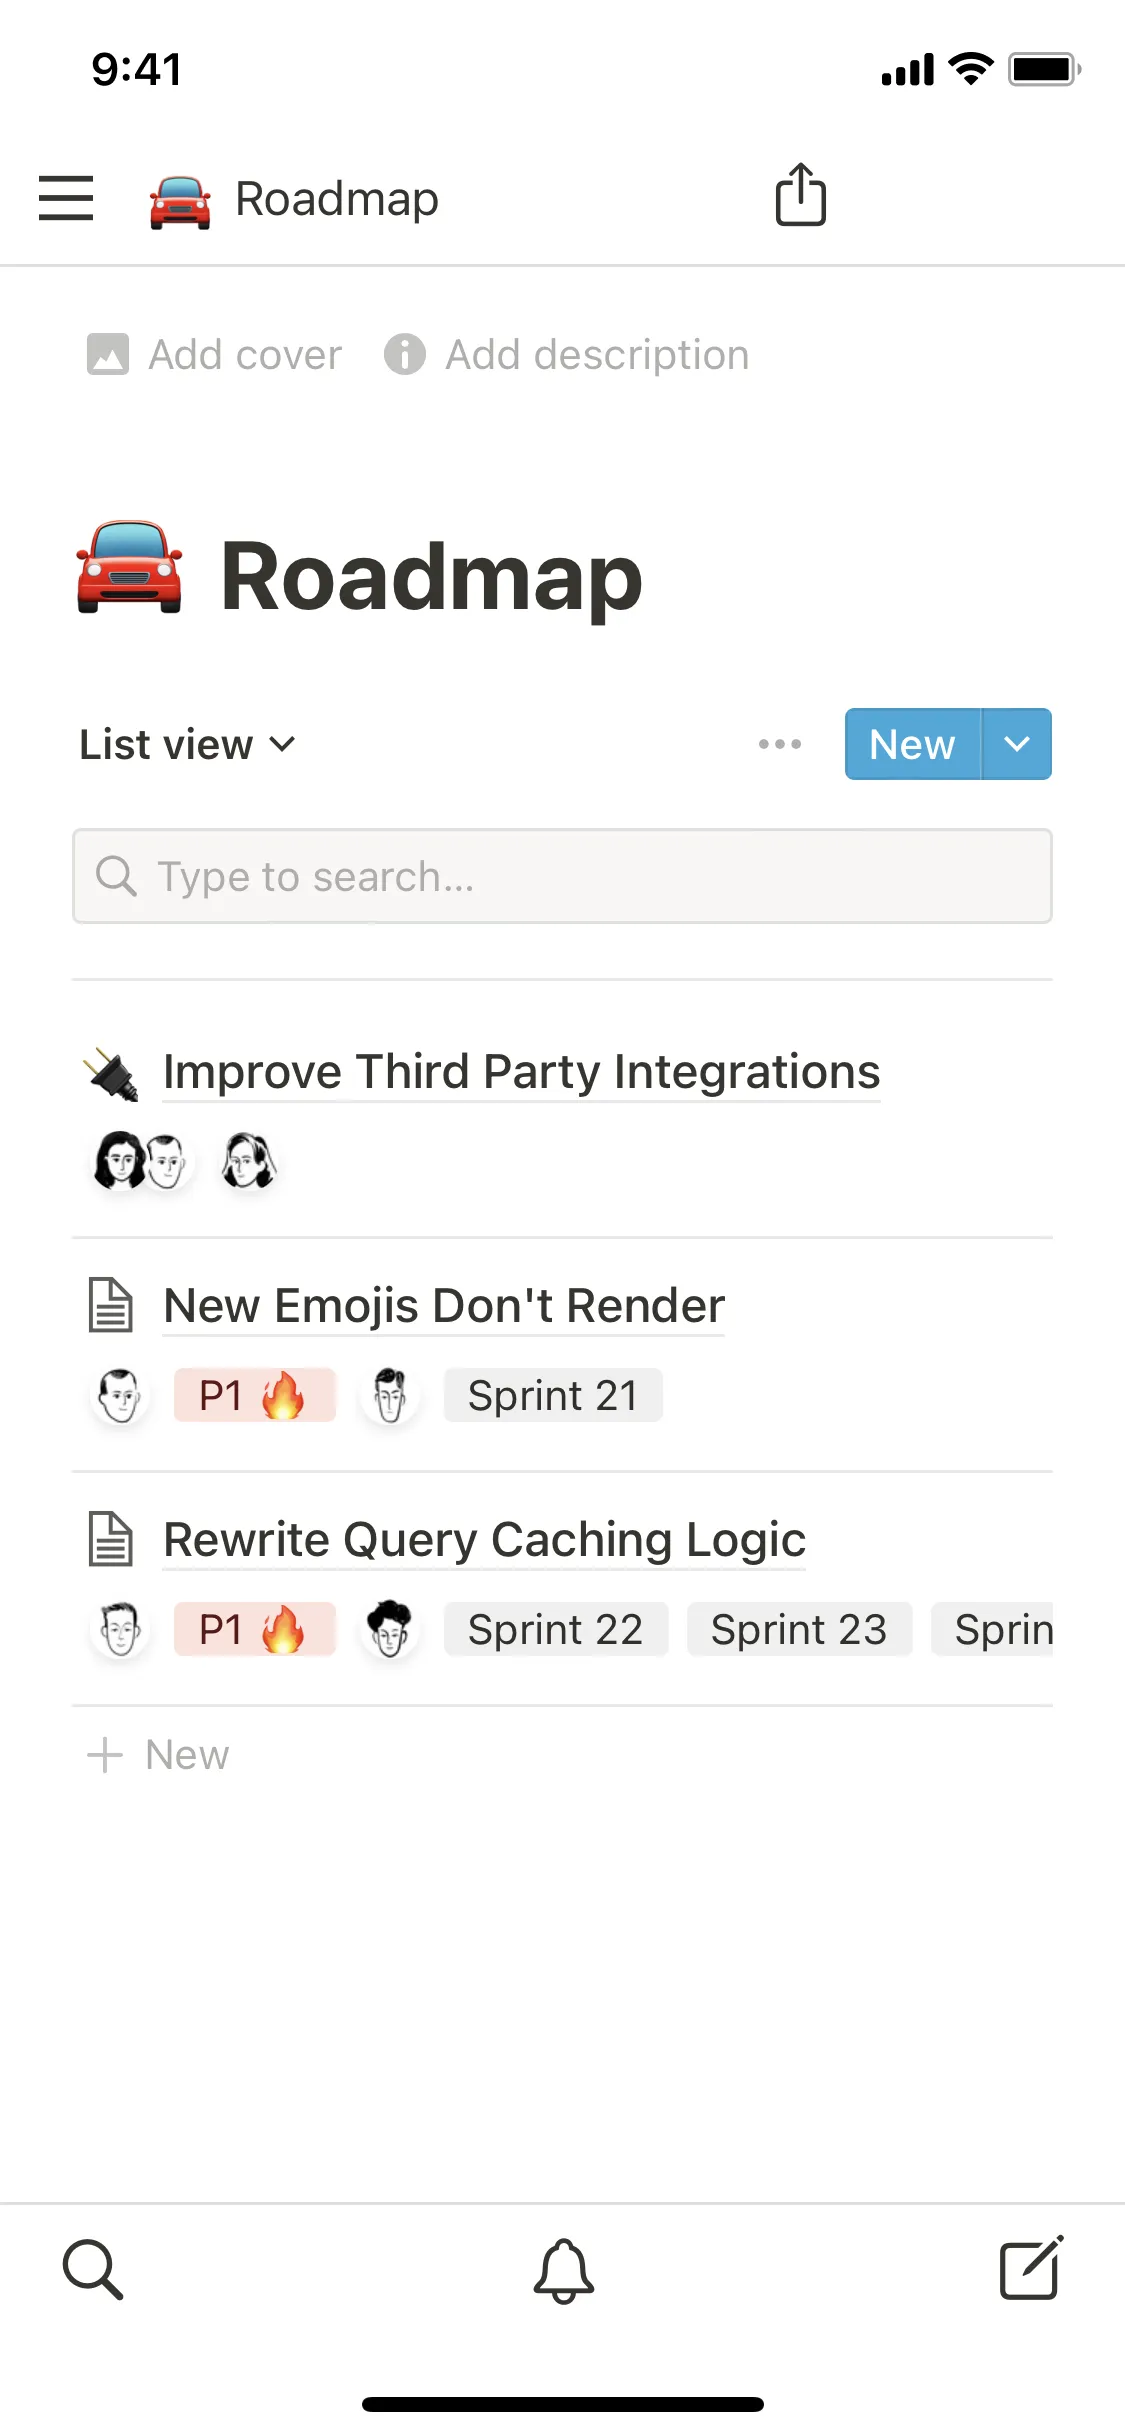 9:41
Roadmap
Add cover Add description
Roadmap
List view New
Type to search...
Improve Third Party Integrations
New Emojis Don't Render
P1 Sprint 21
Rewrite Query Caching Logic
P1 Sprint 22 Sprint 23 Sprin
New